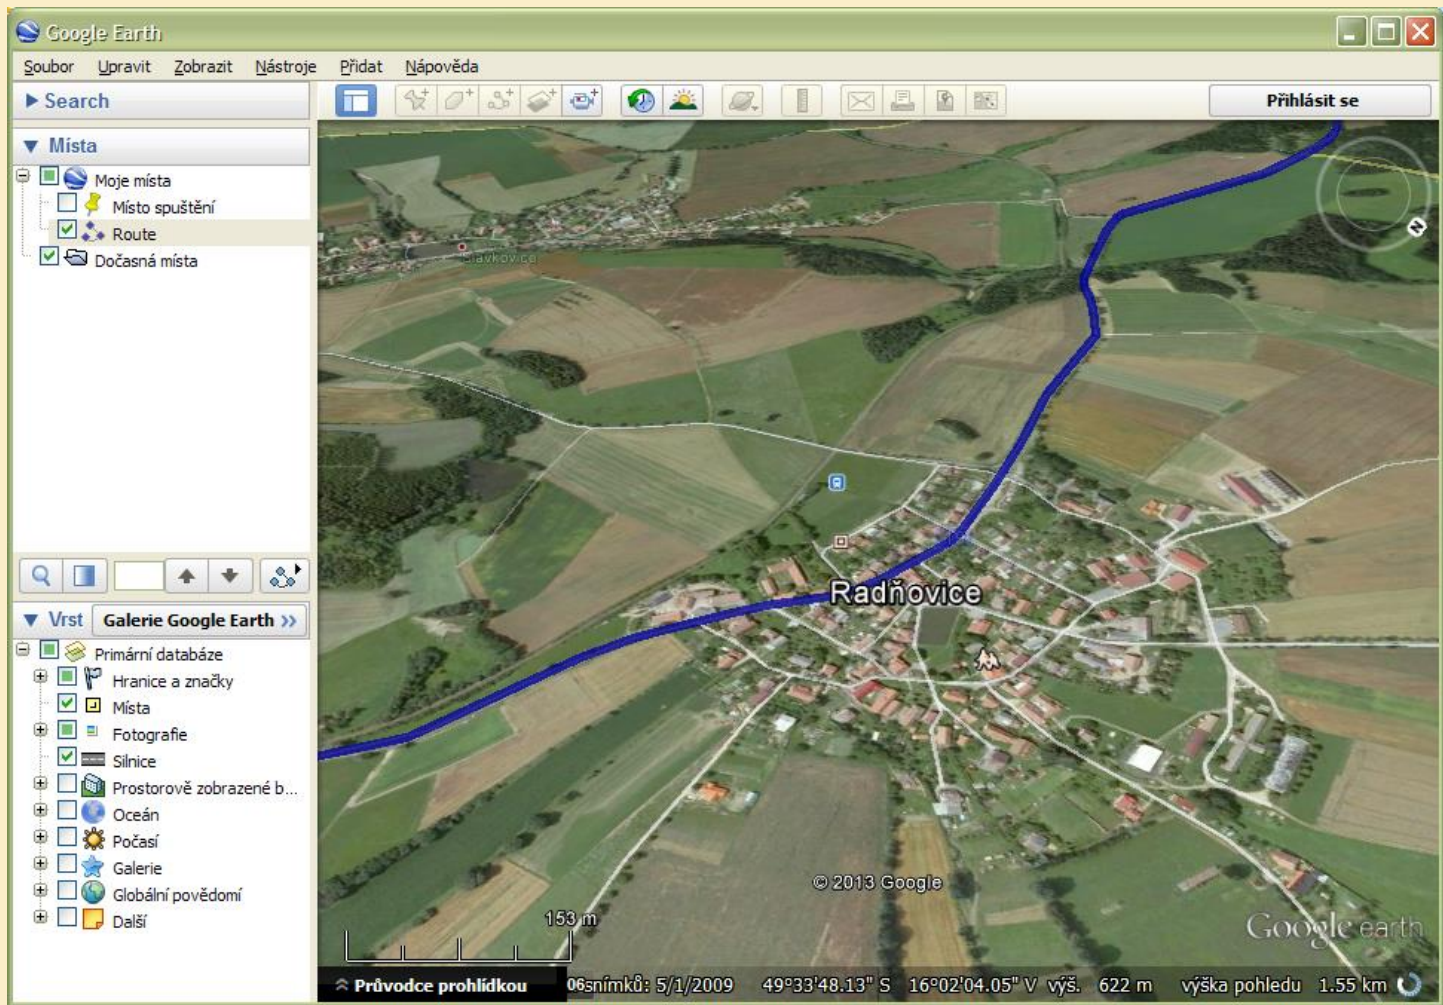 Google Earth
Soubor Upravit Zobrazit Nástroje Přidat Nápověda
Search
Přihlásit se
Místa
Moje místa
Místo spuštění
Route
Dočasná místa
Slavkovice
Radňovice
Vrst Galerie Google Earth >>
Primární databáze
Hranice a značky
Místa
Fotografie
Silnice
Prostorově zobrazené b...
Oceán
Počasí
Galerie
Globální povědomí
Další
© 2013 Google
153 m
Google earth
Průvodce prohlídkou 06snímků: 5/1/2009 49°33'48.13" S 16°02'04.05" V výš. 622 m výška pohledu 1.55 km